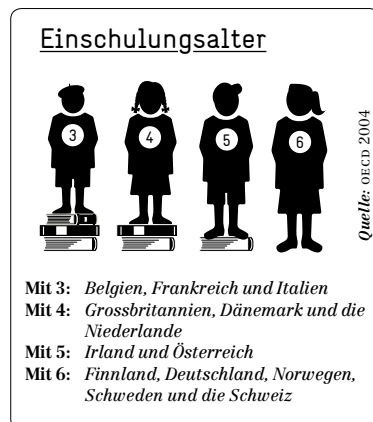 Einschulungsalter
3
4
5
6
Quelle: OECD 2004
Mit 3: Belgien, Frankreich und Italien
Mit 4: Grossbritannien, Dänemark und die
Niederlande
Mit 5: Irland und Österreich
Mit 6: Finnland, Deutschland, Norwegen,
Schweden und die Schweiz